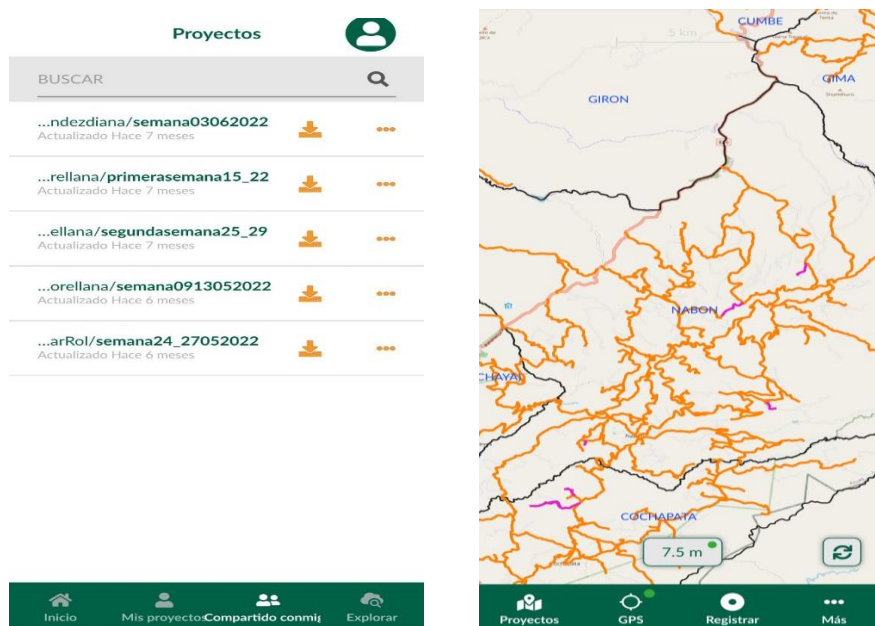 Proyectos
BUSCAR
...ndezdiana/semana03062022
Actualizado Hace 7 meses
...rellana/primerasemana15_22
Actualizado Hace 7 meses
...ellana/segundasemana25_29
Actualizado Hace 7 meses
...orellana/semana0913052022
Actualizado Hace 6 meses
...arRol/semana24_27052022
Actualizado Hace 6 meses
Inicio
Mis proyectos
Compartido conmig
Explorar
5 km
CUMBE
GIMA
GIRON
NABON
CHAYAI
COCHAPATA
7.5 m
Proyectos
GPS
Registrar
Más